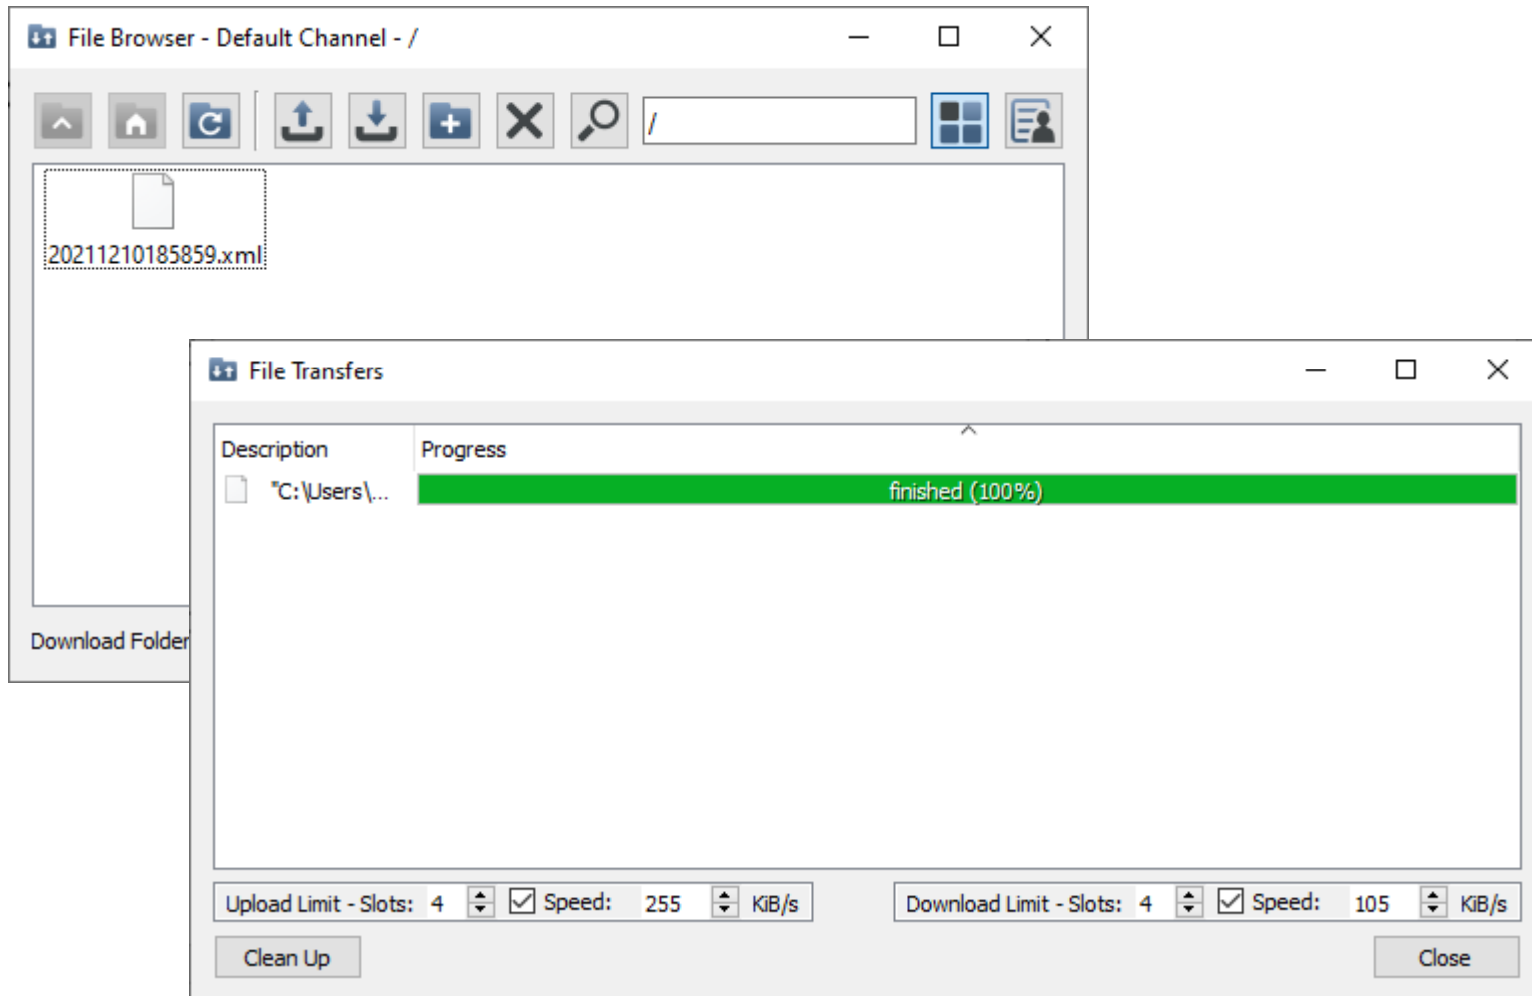 File Browser - Default Channel - /
/
20211210185859.xml
Download Folder
File Transfers
Description Progress
"C:\Users\... finished (100%)
Upload Limit - Slots: 4 Speed: 255 KiB/s Download Limit - Slots: 4 Speed: 105 KiB/s
Clean Up Close